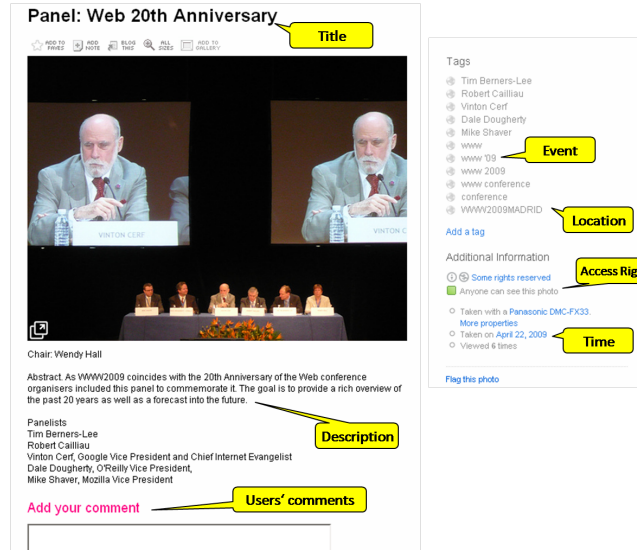 Panel: Web 20th Anniversary
Title
ADD TO FAVES
ADD NOTE
BLOG THIS
ALL SIZES
ADD TO GALLERY
VINTON CERF
VINTON C
Chair: Wendy Hall
Abstract. As WWW2009 coincides with the 20th Anniversary of the Web conference
organisers included this panel to commemorate it. The goal is to provide a rich overview of
the past 20 years as well as a forecast into the future.
Description
Panelists
Tim Berners-Lee
Robert Cailliau
Vinton Cerf, Google Vice President and Chief Internet Evangelist
Dale Dougherty, O'Reilly Vice President,
Mike Shaver, Mozilla Vice President
Users' comments
Add your comment
Tags
Tim Berners-Lee
Robert Cailliau
Vinton Cerf
Dale Dougherty
Mike Shaver
www
www '09
Event
www 2009
www conference
conference
WWW2009MADRID
Location
Add a tag
Additional Information
Some rights reserved
Access Rig
Anyone can see this photo
Taken with a Panasonic DMC-FX33.
More properties
Taken on April 22, 2009
Time
Viewed 6 times
Flag this photo